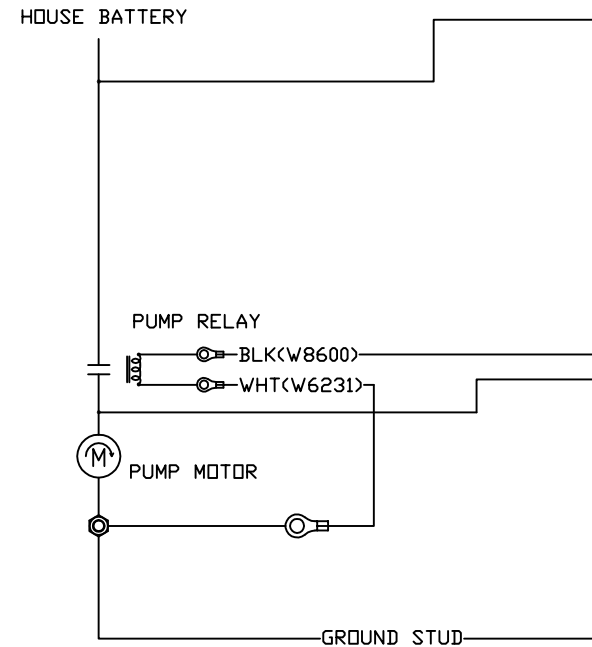 HOUSE BATTERY
PUMP RELAY
BLK(W8600)
WHT(W6231)
M
PUMP MOTOR
GROUND STUD